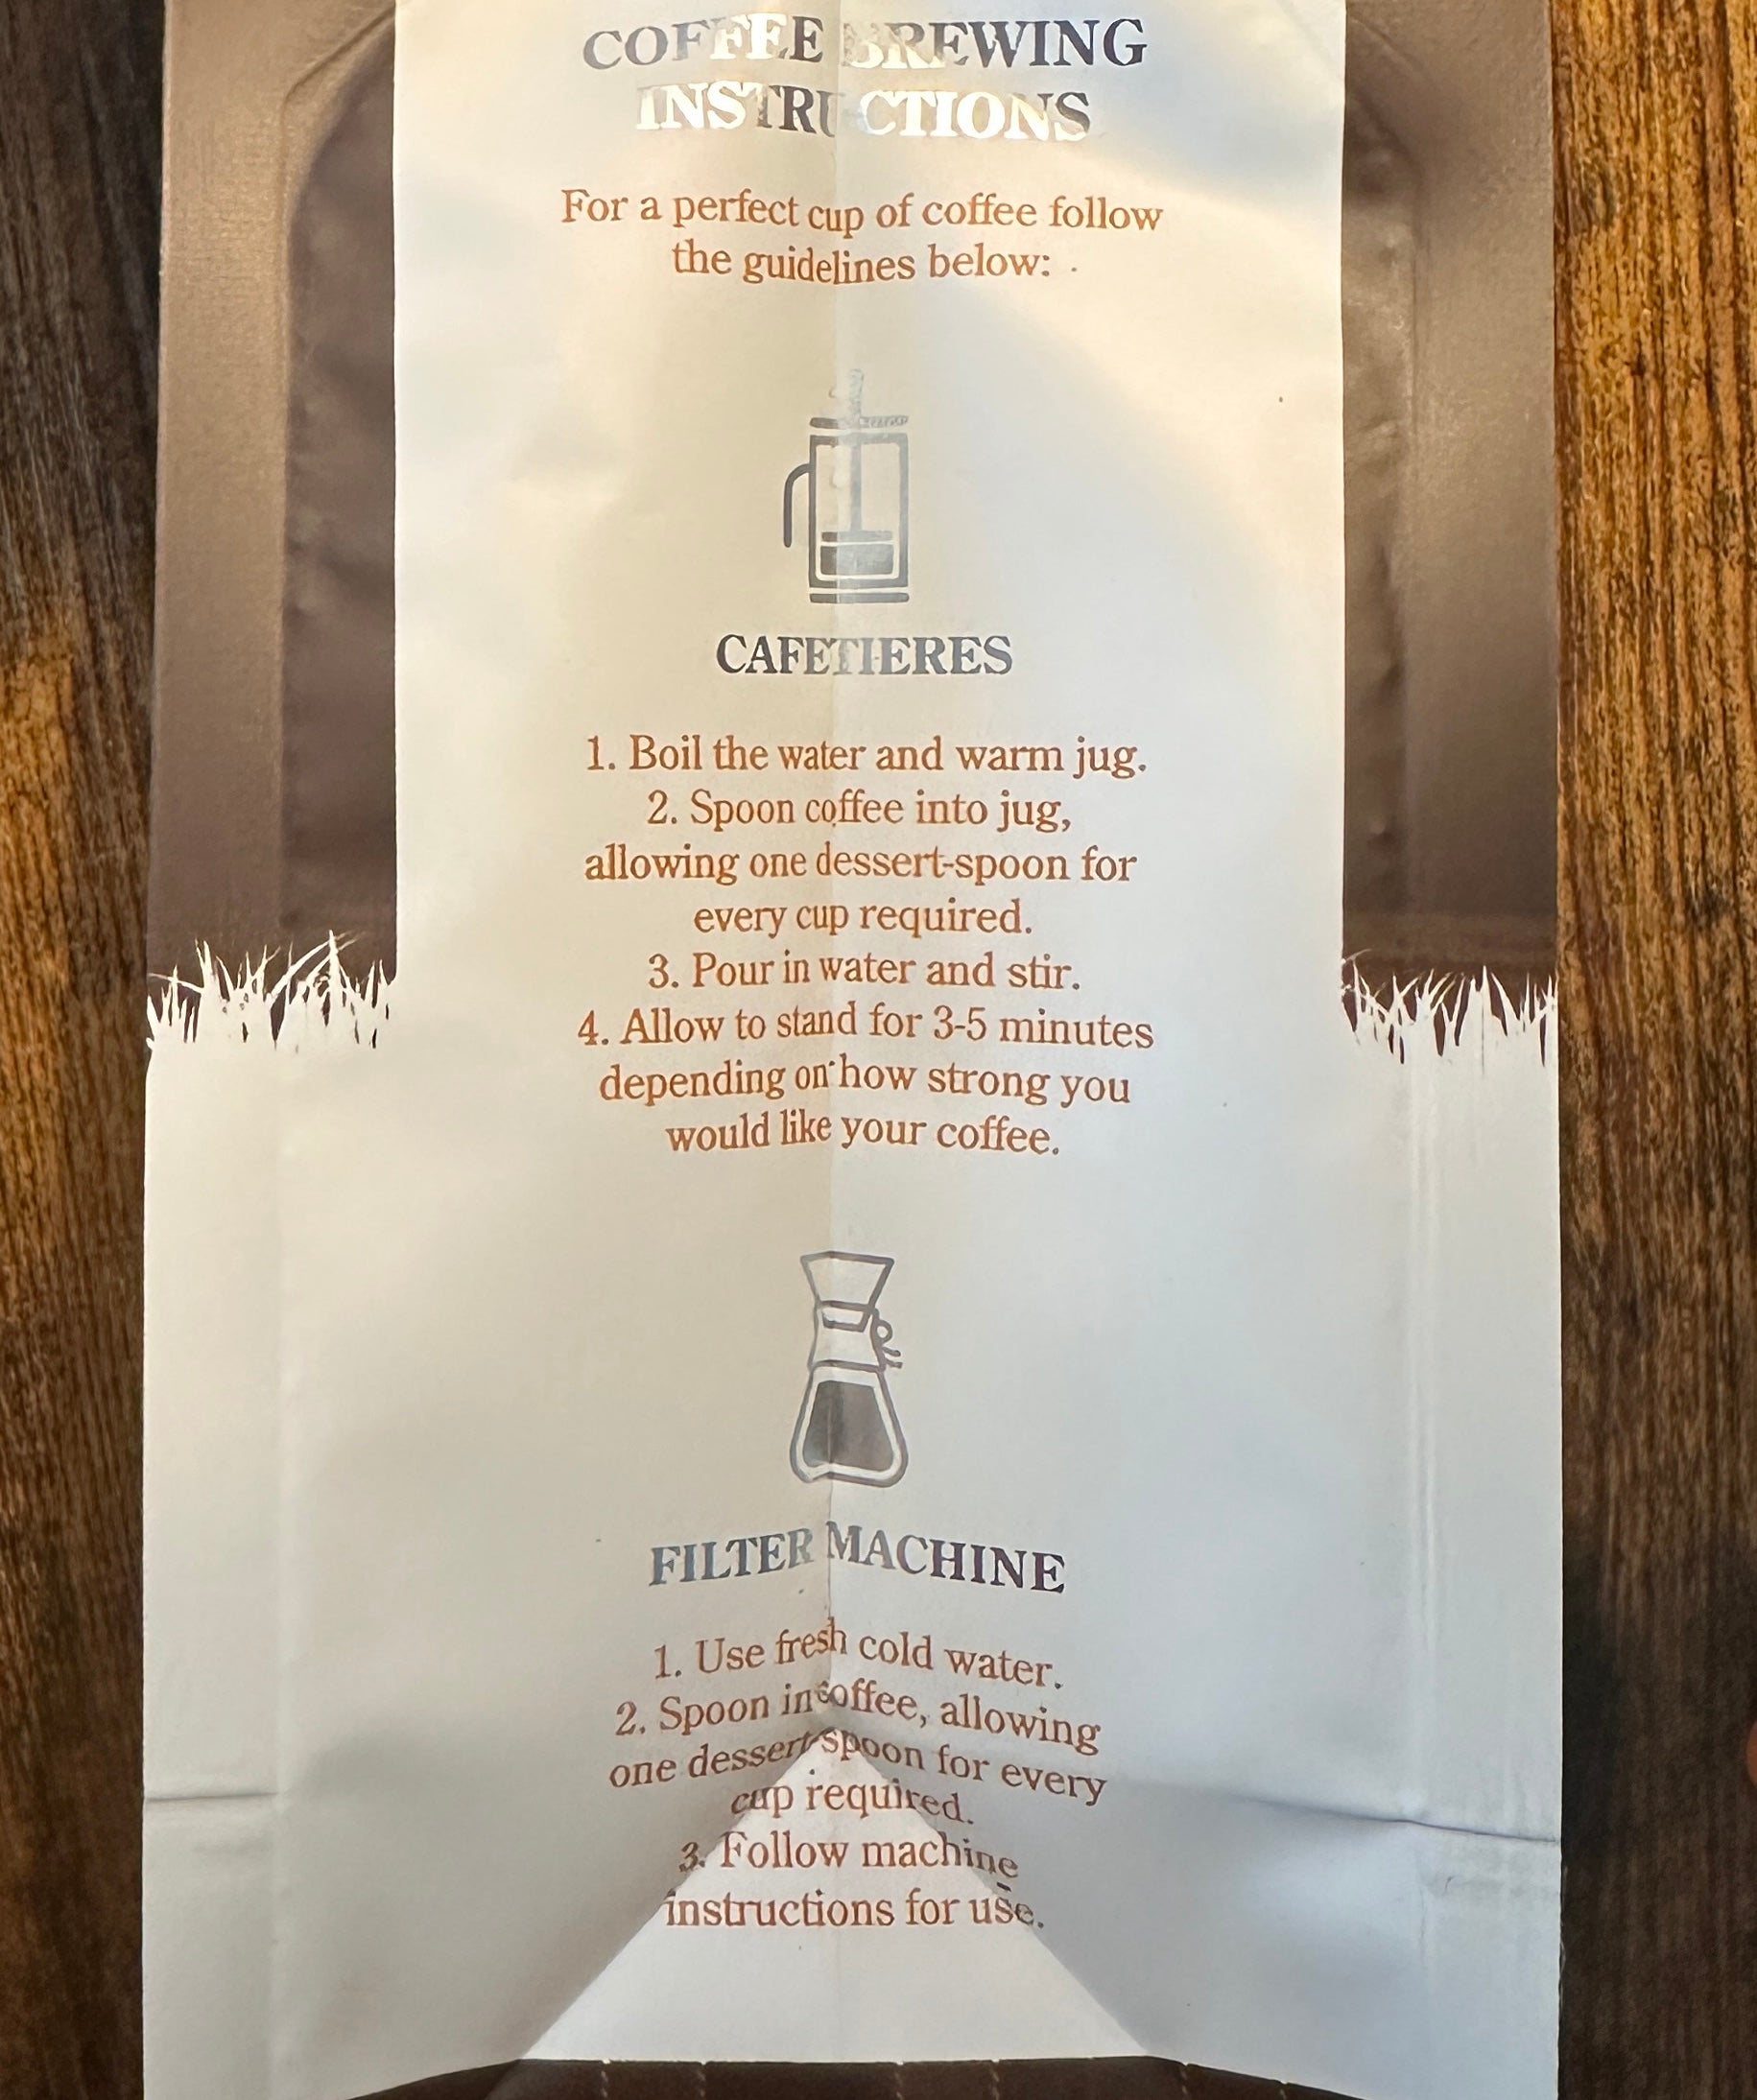 COFFEE BREWING
INSTRUCTIONS
For a perfect cup of coffee follow
the guidelines below:
CAFETIERES
1. Boil the water and warm jug.
2. Spoon coffee into jug,
allowing one dessert-spoon for
every cup required.
3. Pour in water and stir.
4. Allow to stand for 3-5 minutes
depending on how strong you
would like your coffee.
FILTER MACHINE
1. Use fresh cold water.
2. Spoon in coffee, allowing
one dessert-spoon for every
cup required.
3. Follow machine
instructions for use.